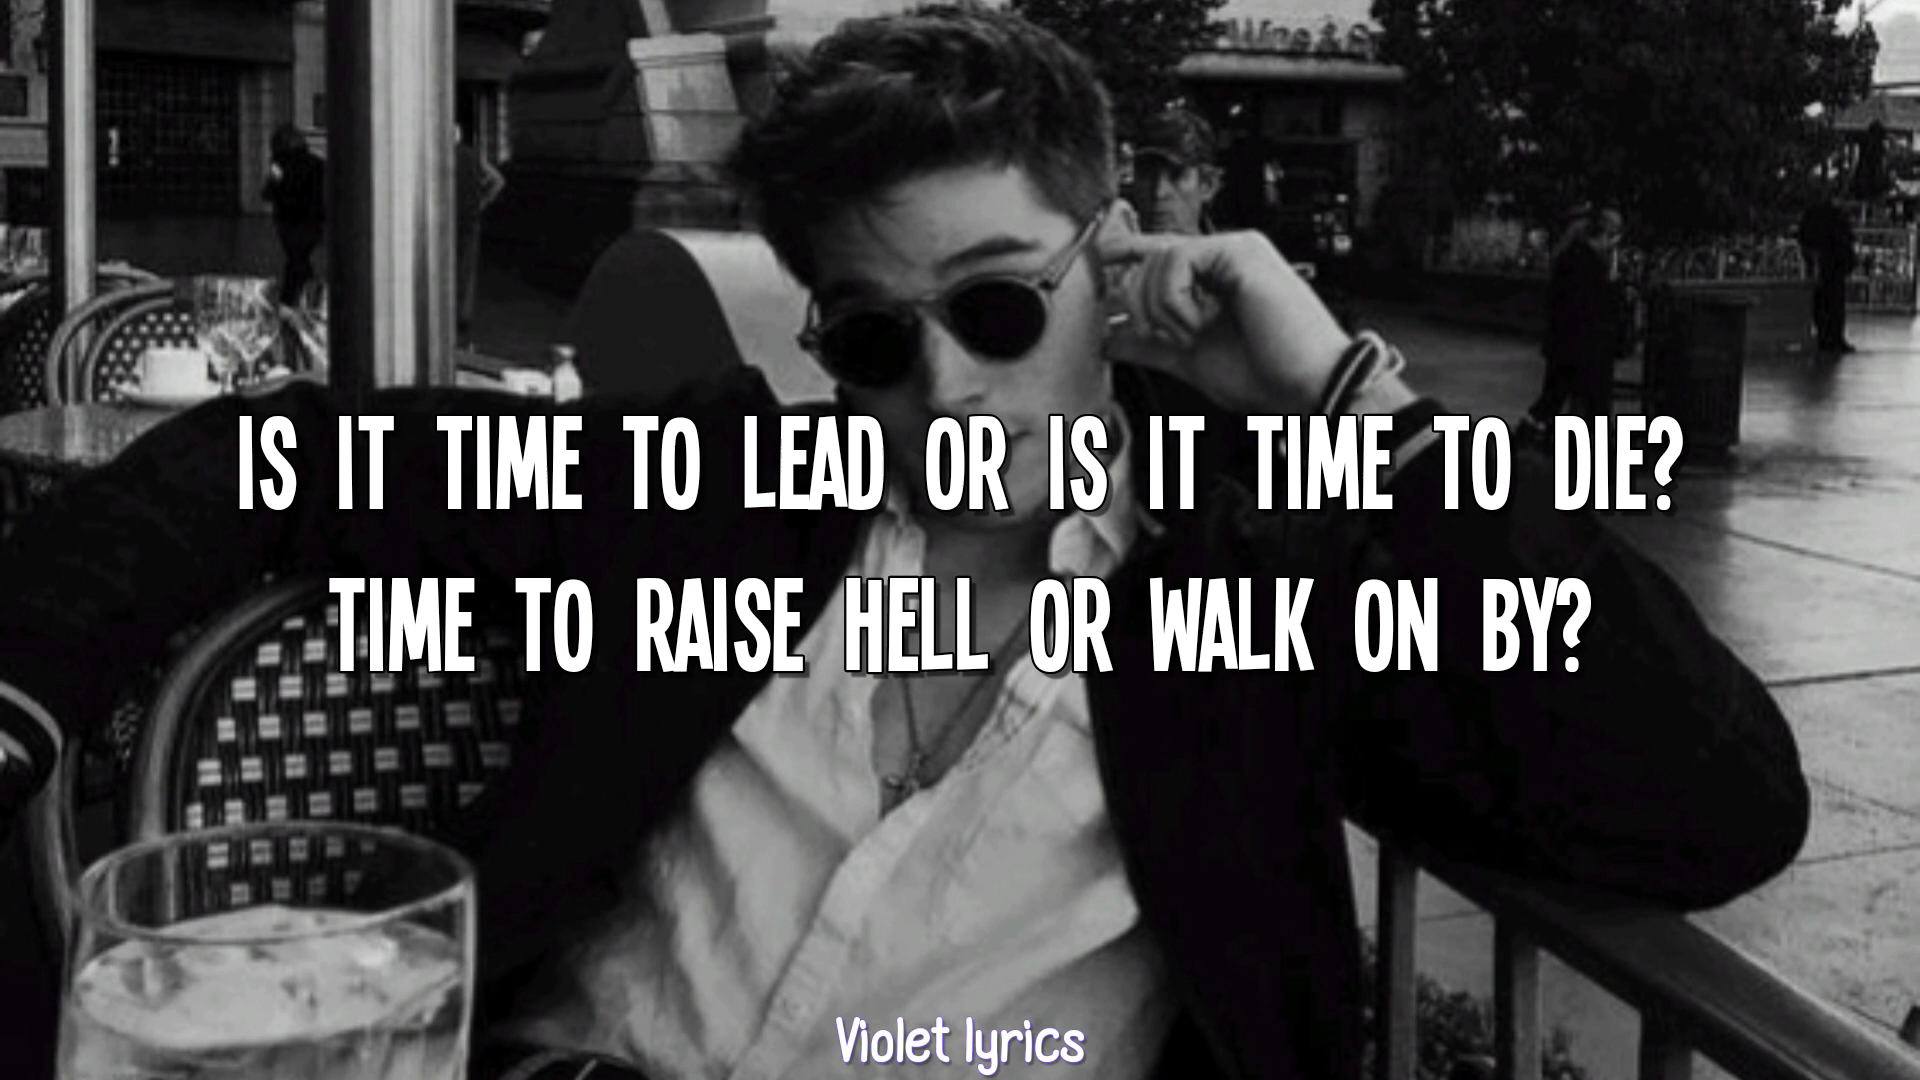 IS IT TIME TO LEAD OR IS IT TIME TO DIE?
TIME TO RAISE HELL OR WALK ON BY?
Violet lyrics